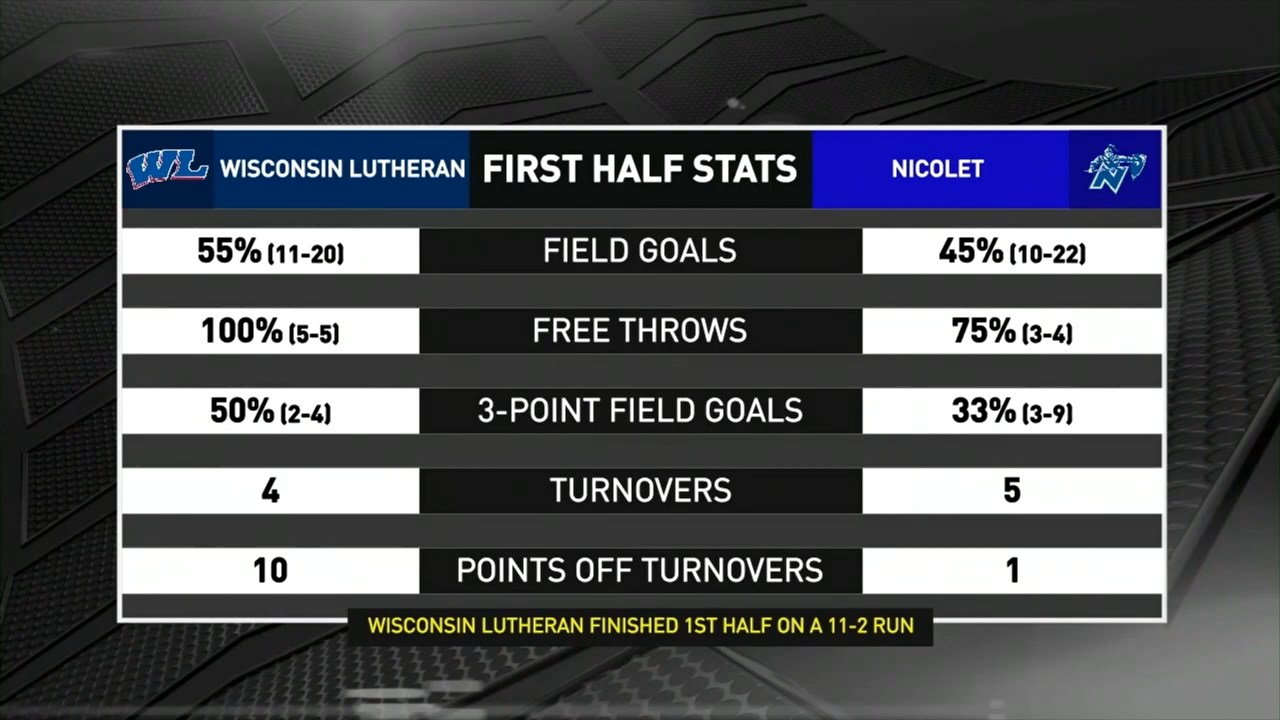 WL WISCONSIN LUTHERAN FIRST HALF STATS NICOLET N
55% (11-20) FIELD GOALS 45% (10-22)
100% (5-5) FREE THROWS 75% (3-4)
50% (2-4) 3-POINT FIELD GOALS 33% (3-9)
4 TURNOVERS 5
10 POINTS OFF TURNOVERS 1
WISCONSIN LUTHERAN FINISHED 1ST HALF ON A 11-2 RUN